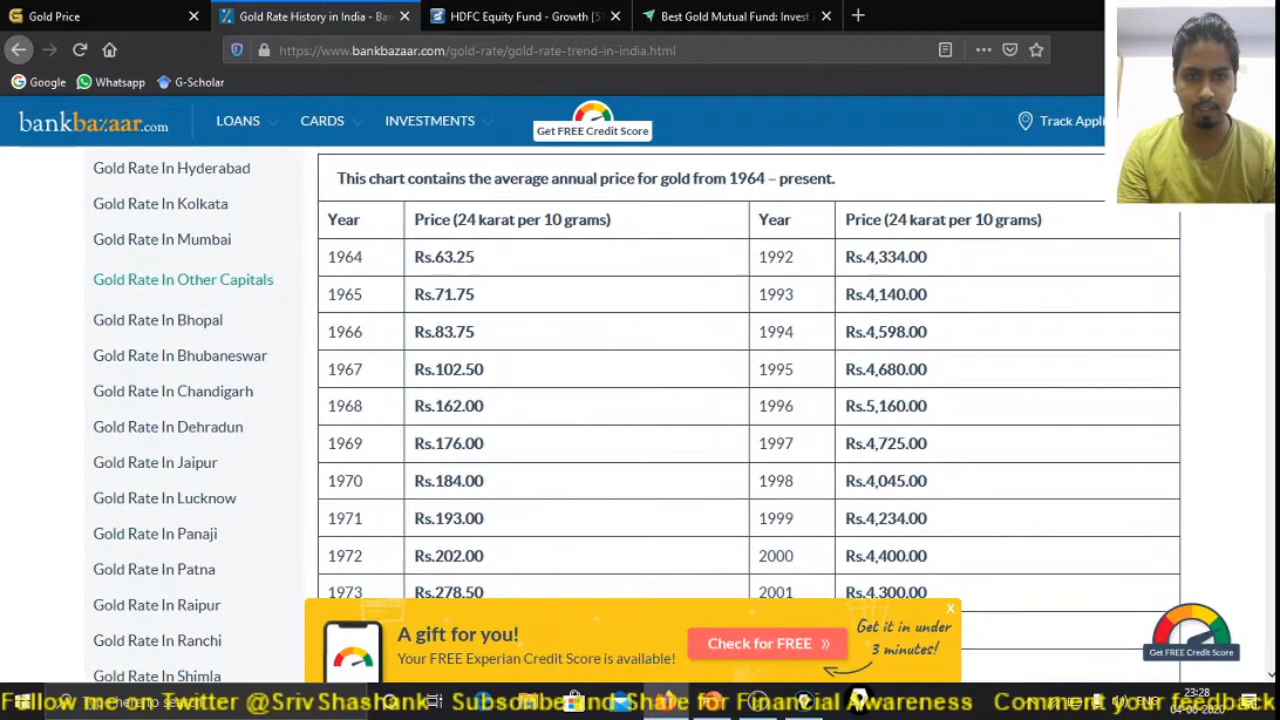 Gold Price
Gold Rate History in India - Ban
HDFC Equity Fund - Growth [5
Best Gold Mutual Fund: Invest
https://www.bankbazaar.com/gold-rate/gold-rate-trend-in-india.html
Google Whatsapp G-Scholar
bankbazaar.com
LOANS CARDS INVESTMENTS
Get FREE Credit Score
Track Appli
Gold Rate In Hyderabad
Gold Rate In Kolkata
Gold Rate In Mumbai
Gold Rate In Other Capitals
Gold Rate In Bhopal
Gold Rate In Bhubaneswar
Gold Rate In Chandigarh
Gold Rate In Dehradun
Gold Rate In Jaipur
Gold Rate In Lucknow
Gold Rate In Panaji
Gold Rate In Patna
Gold Rate In Raipur
Gold Rate In Ranchi
Gold Rate In Shimla
This chart contains the average annual price for gold from 1964 – present.
Year Price (24 karat per 10 grams) Year Price (24 karat per 10 grams)
1964 Rs.63.25 1992 Rs.4,334.00
1965 Rs.71.75 1993 Rs.4,140.00
1966 Rs.83.75 1994 Rs.4,598.00
1967 Rs.102.50 1995 Rs.4,680.00
1968 Rs.162.00 1996 Rs.5,160.00
1969 Rs.176.00 1997 Rs.4,725.00
1970 Rs.184.00 1998 Rs.4,045.00
1971 Rs.193.00 1999 Rs.4,234.00
1972 Rs.202.00 2000 Rs.4,400.00
1973 Rs.278.50 2001 Rs.4,300.00
A gift for you!
Your FREE Experian Credit Score is available!
Check for FREE »
Get it in under
3 minutes!
X
Get FREE Credit Score
Follow me on Twitter @SrivShashank Subscribe and Share for Financial Awareness Comment your feedback
23:28